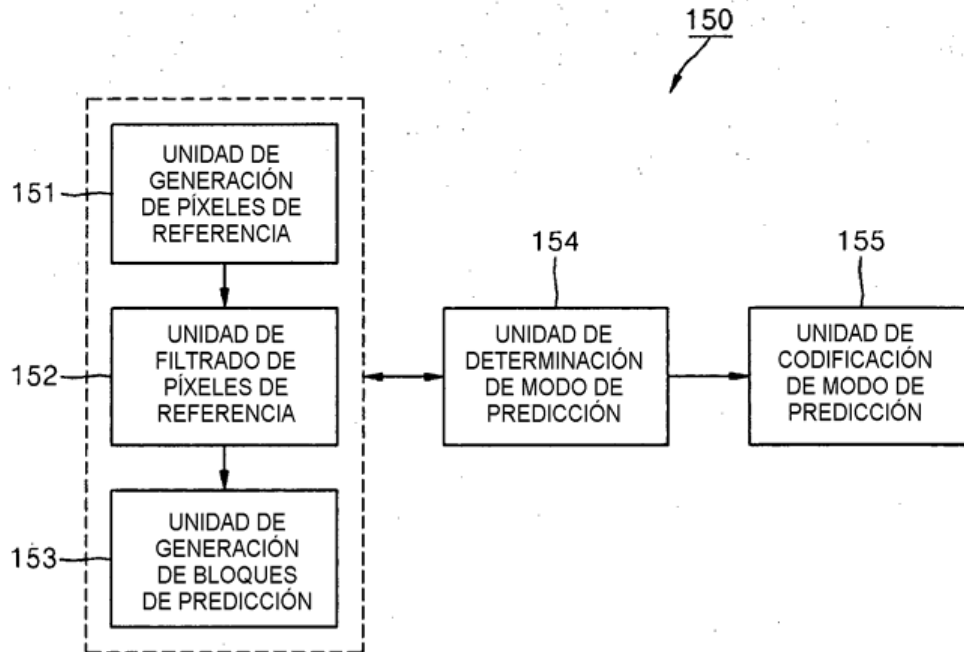 150
151
UNIDAD DE
GENERACIÓN
DE PÍXELES DE
REFERENCIA
152
UNIDAD DE
FILTRADO DE
PÍXELES DE
REFERENCIA
153
UNIDAD DE
GENERACIÓN
DE BLOQUES
DE PREDICCIÓN
154
UNIDAD DE
DETERMINACIÓN
DE MODO DE
PREDICCIÓN
155
UNIDAD DE
CODIFICACIÓN
DE MODO DE
PREDICCIÓN